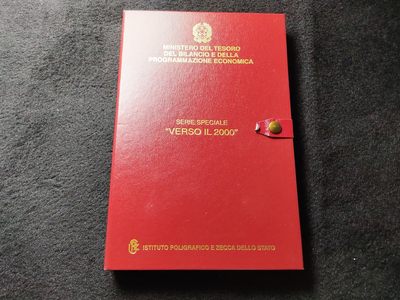 MINISTERO DEL TESORO
DEL BILANCIO E DELLA
PROGRAMMAZIONE ECONOMICA
SERIE SPECIALE
"VERSO IL 2000"
ISTITUTO POLIGRAFICO E ZECCA DELLO STATO